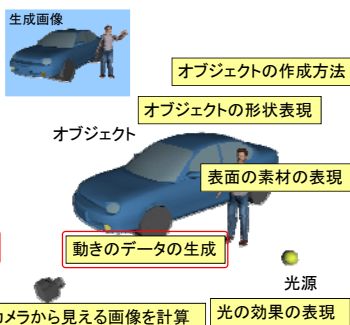 生成画像
オブジェクトの作成方法
オブジェクトの形状表現
オブジェクト
表面の素材の表現
動きのデータの生成
光源
カメラから見える画像を計算
光の効果の表現